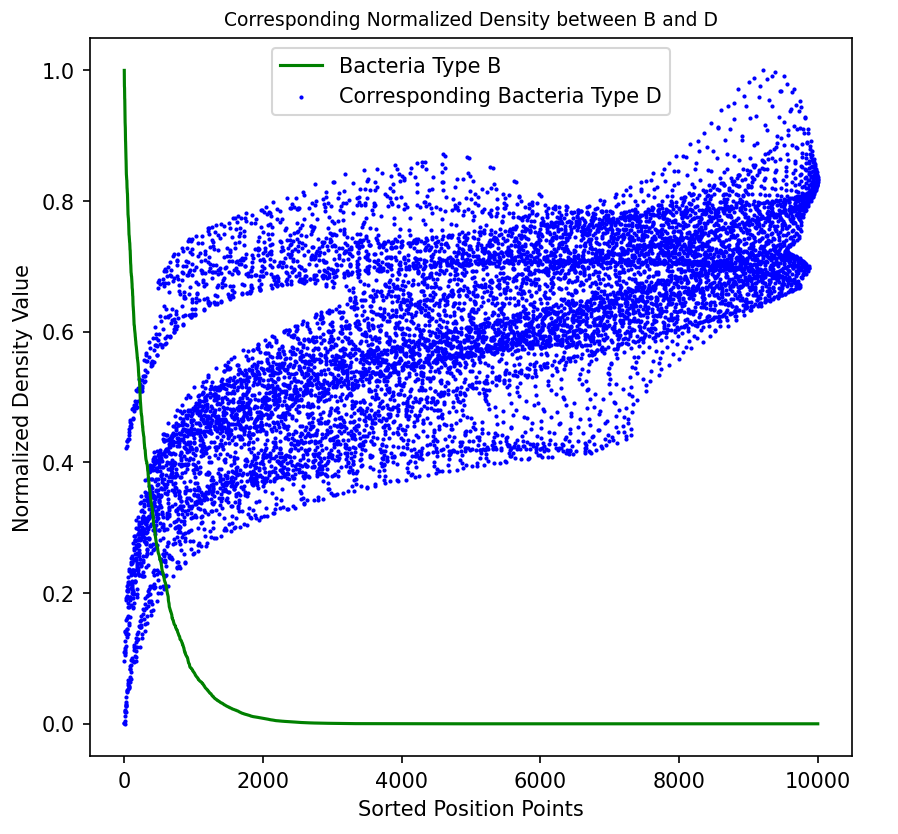 Corresponding Normalized Density between B and D
Bacteria Type B
Corresponding Bacteria Type D
Normalized Density Value
1.0
0.8
0.6
0.4
0.2
0.0
0 2000 4000 6000 8000 10000
Sorted Position Points